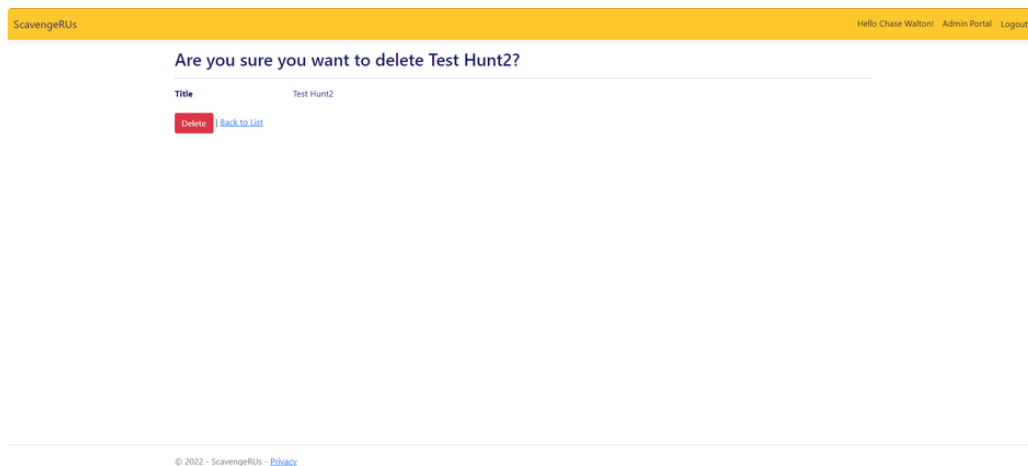 ScavengeRUs Hello Chase Walton! Admin Portal Logout
Are you sure you want to delete Test Hunt2?
Title Test Hunt2
Delete | Back to List
© 2022 - ScavengeRUs - Privacy